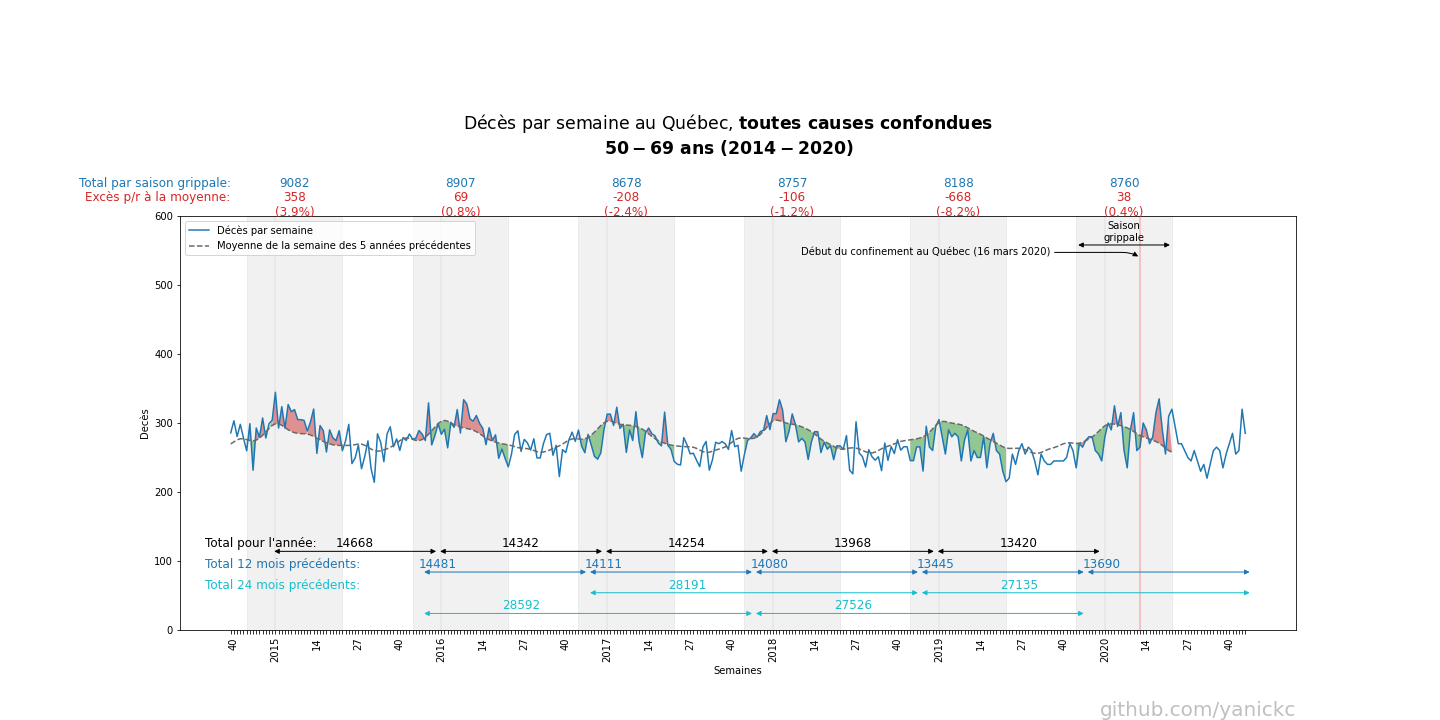 Décès par semaine au Québec, toutes causes confondues
50 – 69 ans (2014 – 2020)
Total par saison grippale: 9082 8907 8678 8757 8188 8760
Excès p/r à la moyenne: 358 69 -208 -106 -668 38
(3.9%) (0.8%) (-2.4%) (-1.2%) (-8.2%) (0.4%)
600
Décès par semaine
Moyenne de la semaine des 5 années précédentes
Saison
grippale
Début du confinement au Québec (16 mars 2020)
500
400
300
Décès
200
Total pour l'année: 14668 14342 14254 13968 13420
100
Total 12 mois précédents: 14481 14111 14080 13445 13690
Total 24 mois précédents: 28191 27135
28592 27526
0
40 2015 14 27 40 2016 14 27 40 2017 14 27 40 2018 14 27 40 2019 14 27 40 2020 14 27 40
Semaines
github.com/yanickc